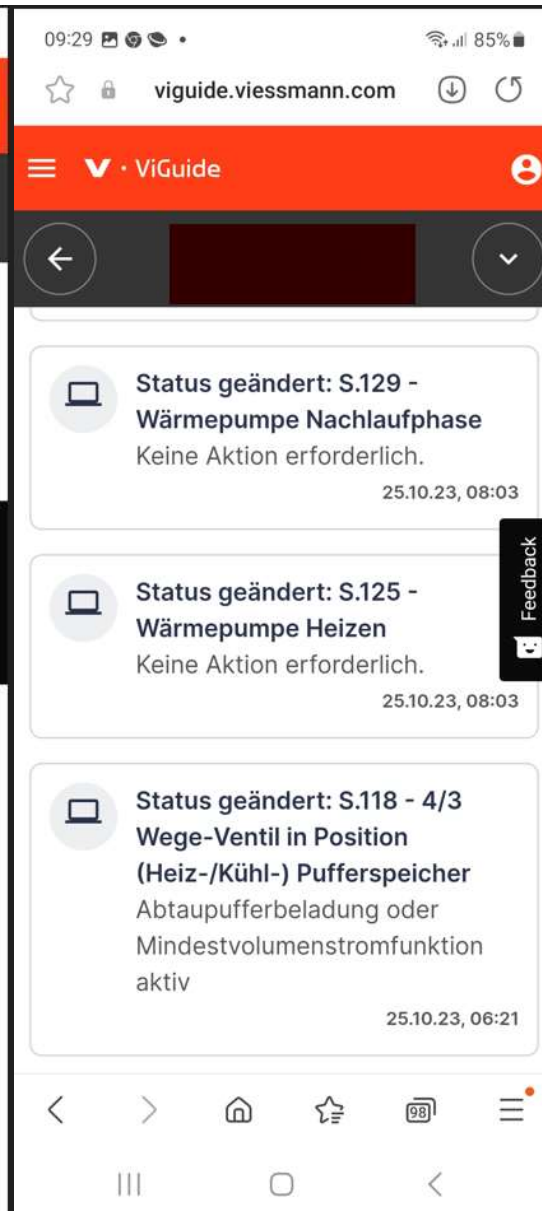 09:29
85%
viguide.viessmann.com
V · ViGuide
Status geändert: S.129 -
Wärmepumpe Nachlaufphase
Keine Aktion erforderlich.
25.10.23, 08:03
Feedback
Status geändert: S.125 -
Wärmepumpe Heizen
Keine Aktion erforderlich.
25.10.23, 08:03
Status geändert: S.118 - 4/3
Wege-Ventil in Position
(Heiz-/Kühl-) Pufferspeicher
Abtaupufferbeladung oder
Mindestvolumenstromfunktion
aktiv
25.10.23, 06:21
98